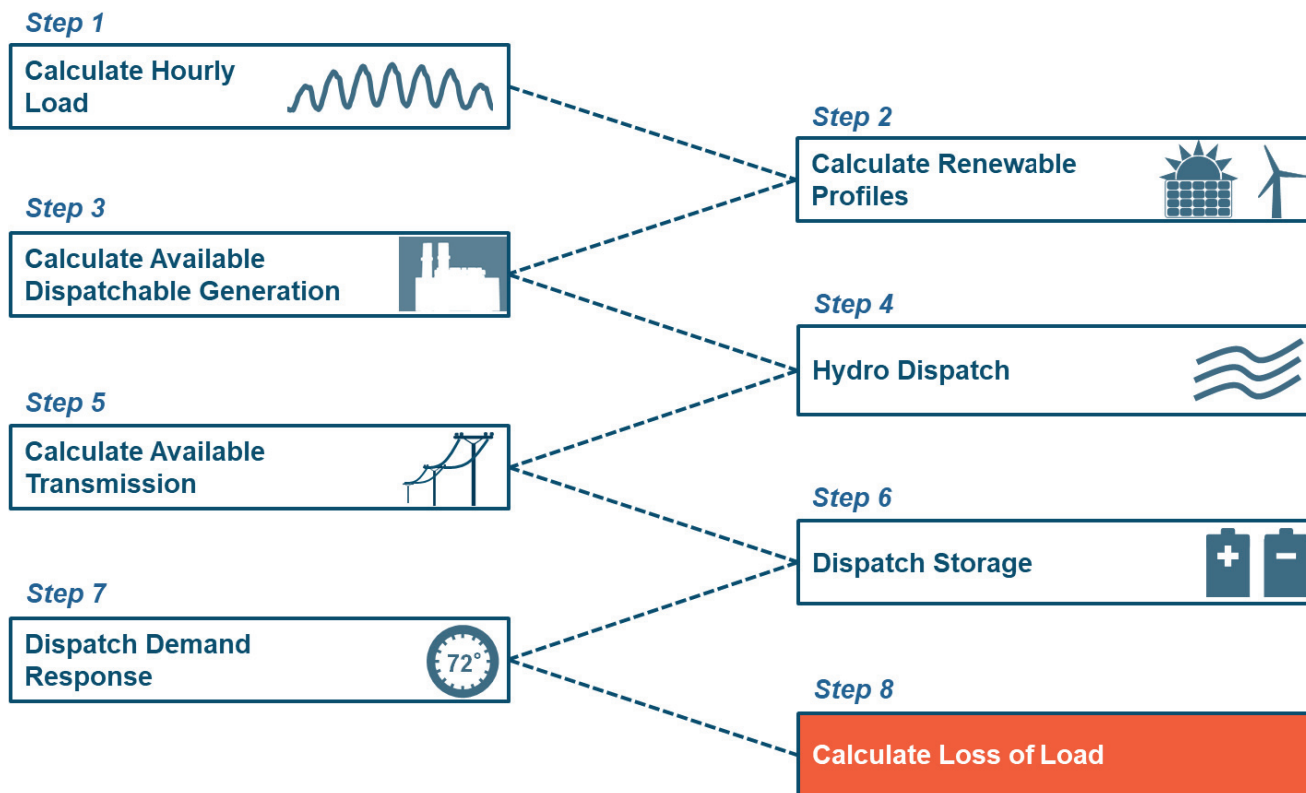 Step 1
Calculate Hourly
Load
Step 2
Calculate Renewable
Profiles
Step 3
Calculate Available
Dispatchable Generation
Step 4
Hydro Dispatch
Step 5
Calculate Available
Transmission
Step 6
Dispatch Storage
Step 7
Dispatch Demand
Response
72°
Step 8
Calculate Loss of Load